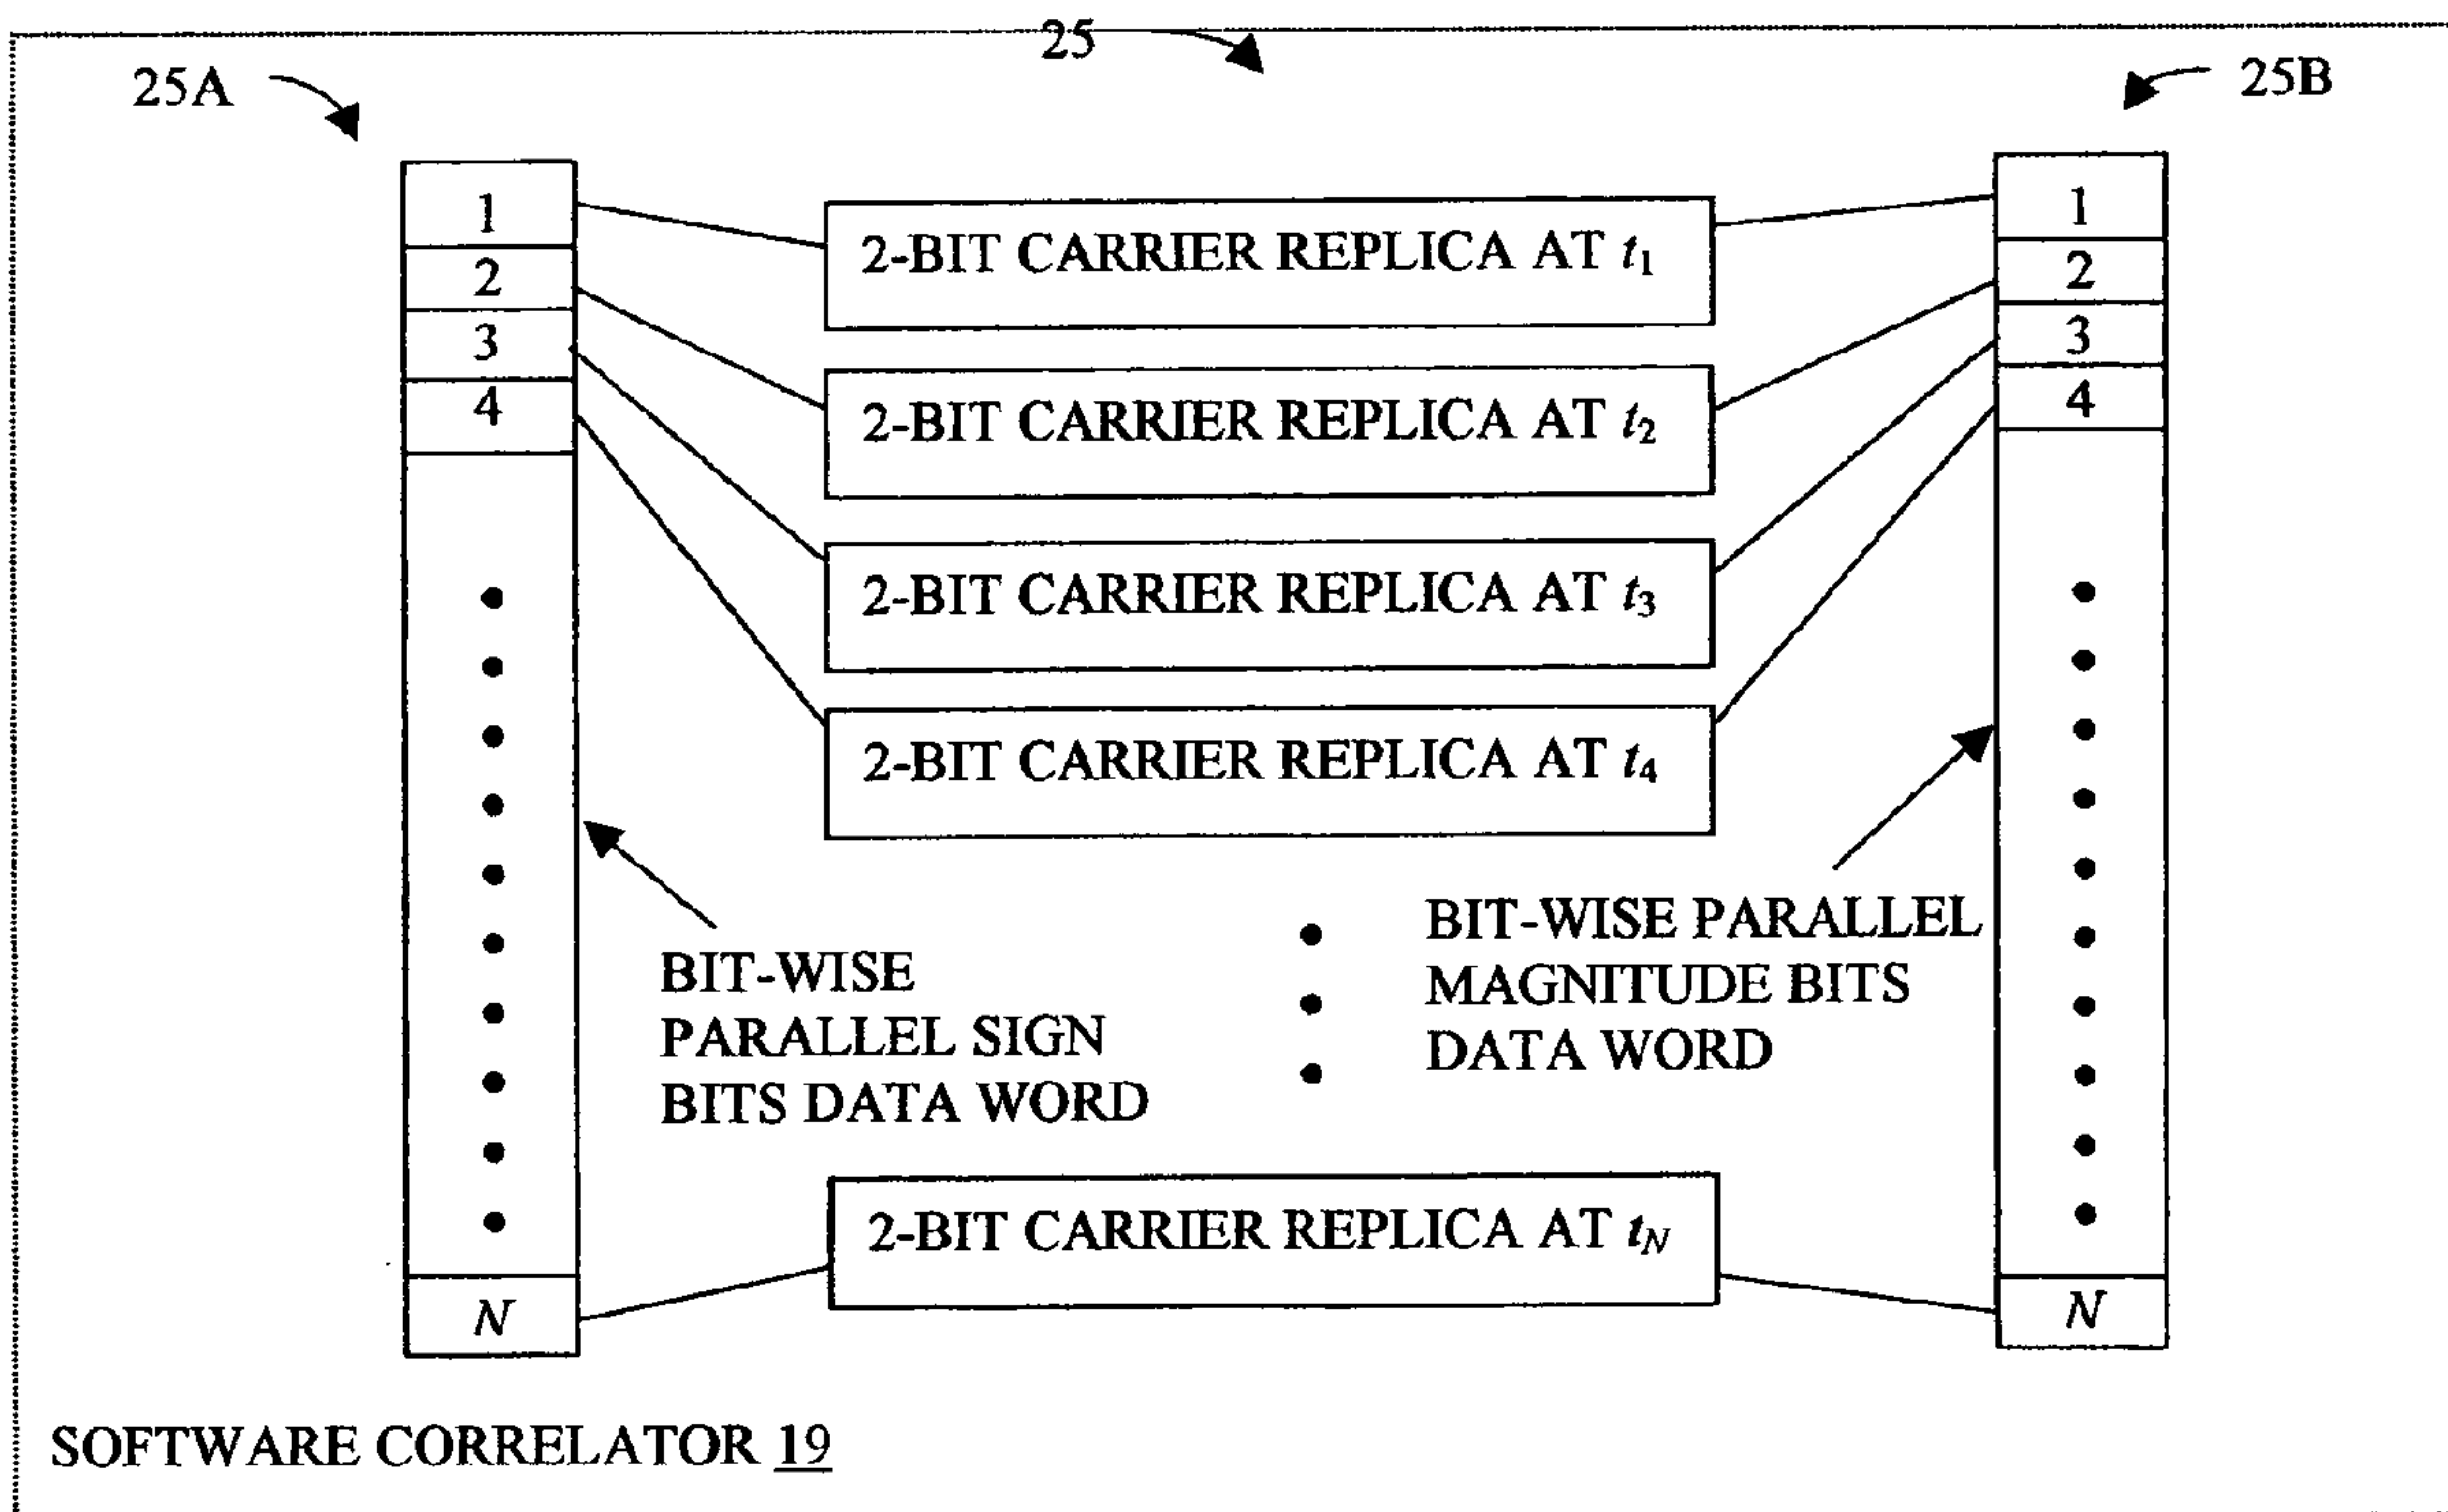 25
25A
25B
1
2
3
4
N
2-BIT CARRIER REPLICA AT t1
2-BIT CARRIER REPLICA AT t2
2-BIT CARRIER REPLICA AT t3
2-BIT CARRIER REPLICA AT t4
BIT-WISE
PARALLEL SIGN
BITS DATA WORD
BIT-WISE PARALLEL
MAGNITUDE BITS
DATA WORD
2-BIT CARRIER REPLICA AT tN
1
2
3
4
N
SOFTWARE CORRELATOR 19